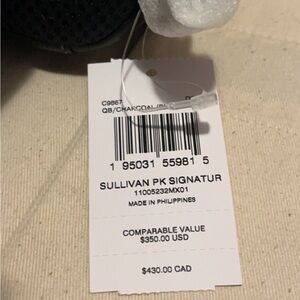 C9867
QB/CHARCOAL/
1 95031 55981 5
SULLIVAN PK SIGNATUR
11005232MX01
MADE IN PHILIPPINES
COMPARABLE VALUE
$350.00 USD
$430.00 CAD